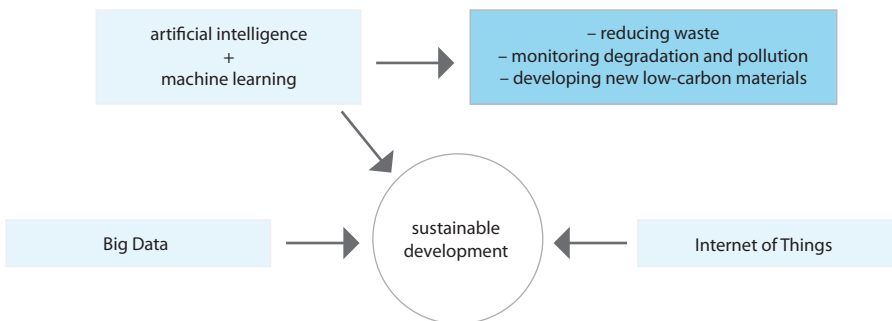 artificial intelligence
+
machine learning
– reducing waste
– monitoring degradation and pollution
– developing new low-carbon materials
sustainable
development
Big Data
Internet of Things